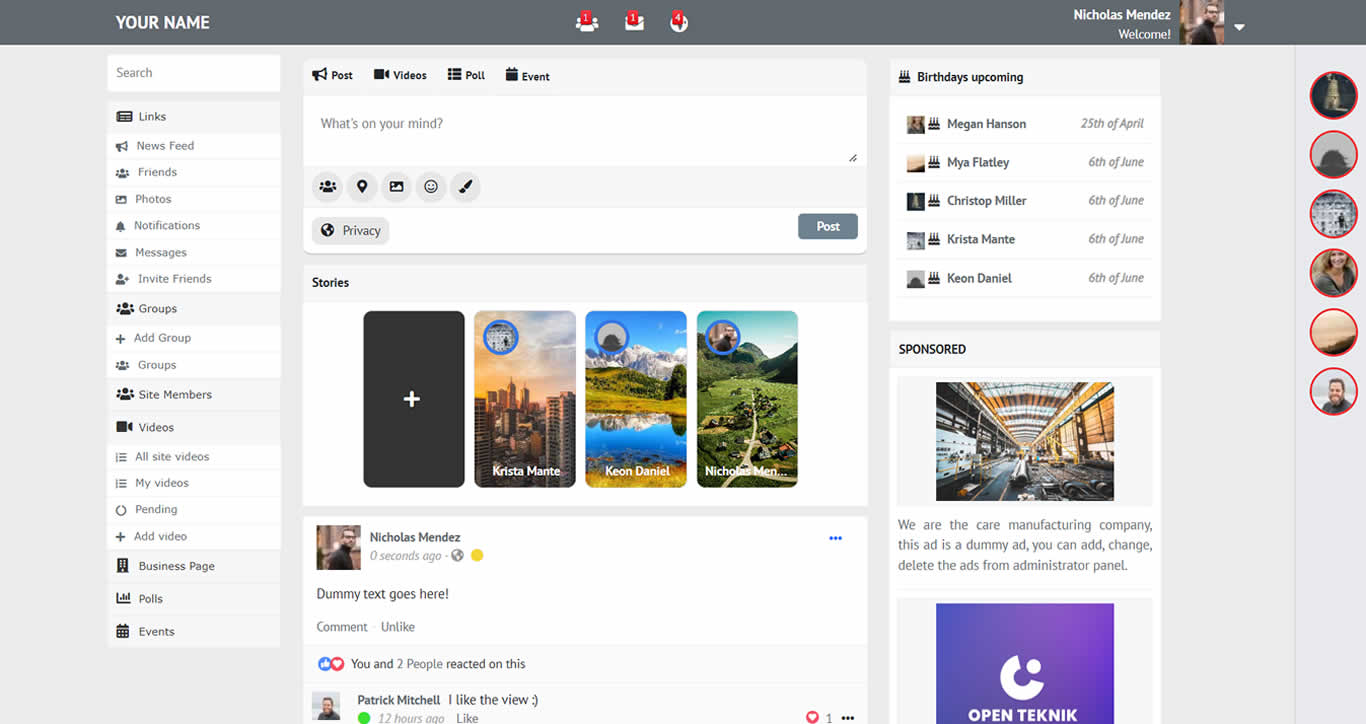 YOUR NAME
1
1
4
Nicholas Mendez
Welcome!
Search
Links
News Feed
Friends
Photos
Notifications
Messages
Invite Friends
Groups
Add Group
Groups
Site Members
Videos
All site videos
My videos
Pending
Add video
Business Page
Polls
Events
Post
Videos
Poll
Event
What's on your mind?
Privacy
Post
Stories
Krista Mante
Keon Daniel
Nicholas Men...
Nicholas Mendez
0 seconds ago -
Dummy text goes here!
Comment · Unlike
You and 2 People reacted on this
Patrick Mitchell I like the view ;)
12 hours ago Like
1
Birthdays upcoming
Megan Hanson 25th of April
Mya Flatley 6th of June
Christop Miller 6th of June
Krista Mante 6th of June
Keon Daniel 6th of June
SPONSORED
We are the care manufacturing company,
this ad is a dummy ad, you can add, change,
delete the ads from administrator panel.
OPEN TEKNIK